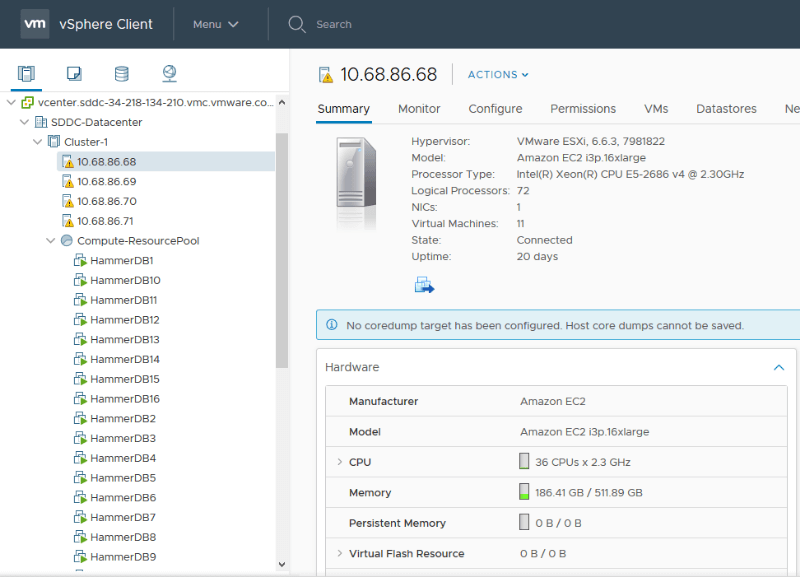 vm vSphere Client Menu Search
10.68.86.68 ACTIONS
Summary Monitor Configure Permissions VMs Datastores Ne
vcenter.sddc-34-218-134-210.vmc.vmware.co...
SDDC-Datacenter
Cluster-1
10.68.86.68
10.68.86.69
10.68.86.70
10.68.86.71
Compute-ResourcePool
HammerDB1
HammerDB10
HammerDB11
HammerDB12
HammerDB13
HammerDB14
HammerDB15
HammerDB16
HammerDB2
HammerDB3
HammerDB4
HammerDB5
HammerDB6
HammerDB7
HammerDB8
HammerDB9
Hypervisor: VMware ESXi, 6.6.3, 7981822
Model: Amazon EC2 i3p.16xlarge
Processor Type: Intel(R) Xeon(R) CPU E5-2686 v4 @ 2.30GHz
Logical Processors: 72
NICs: 1
Virtual Machines: 11
State: Connected
Uptime: 20 days
No coredump target has been configured. Host core dumps cannot be saved.
Hardware
Manufacturer Amazon EC2
Model Amazon EC2 i3p.16xlarge
CPU 36 CPUs x 2.3 GHz
Memory 186.41 GB / 511.89 GB
Persistent Memory 0 B / 0 B
Virtual Flash Resource 0 B / 0 B